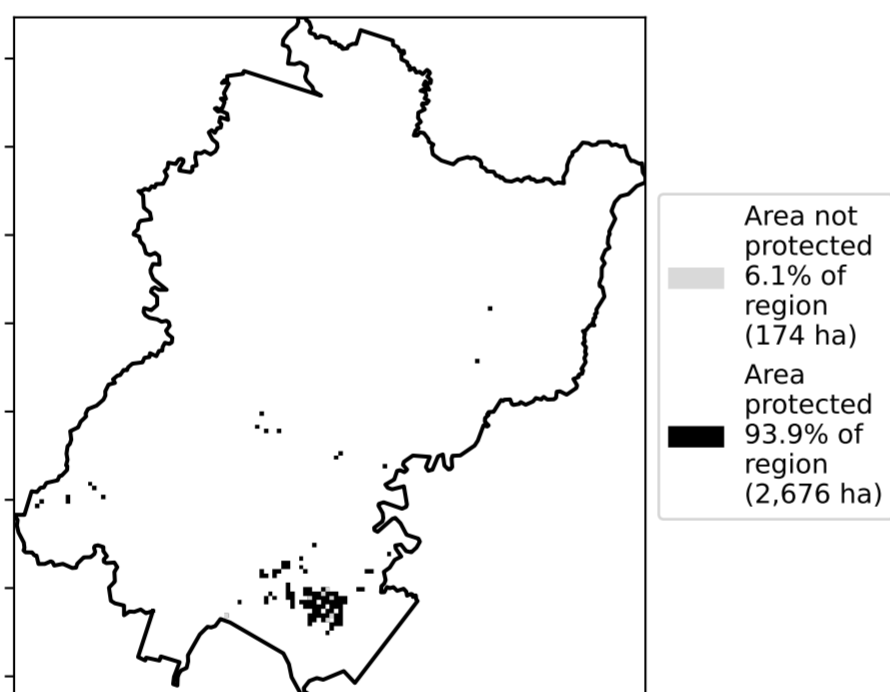 Area not
protected
6.1% of
region
(174 ha)
Area
protected
93.9% of
region
(2,676 ha)